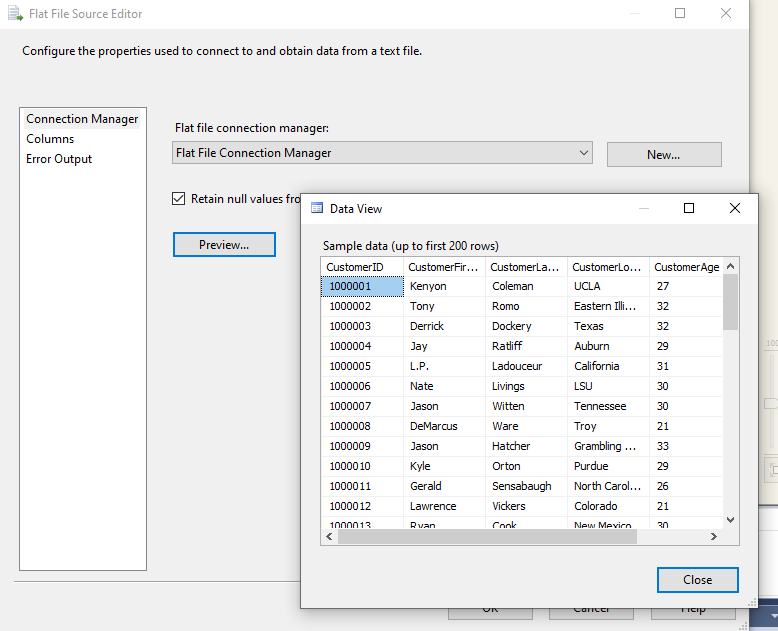 Flat File Source Editor
Configure the properties used to connect to and obtain data from a text file.
Connection Manager
Columns
Error Output
Flat file connection manager:
Flat File Connection Manager
New...
Retain null values fro
Preview...
Data View
Sample data (up to first 200 rows)
CustomerID CustomerFir... CustomerLa... CustomerLo... CustomerAge
1000001 Kenyon Coleman UCLA 27
1000002 Tony Romo Eastern Illi... 32
1000003 Derrick Dockery Texas 32
1000004 Jay Ratliff Auburn 29
1000005 L.P. Ladouceur California 31
1000006 Nate Livings LSU 30
1000007 Jason Witten Tennessee 30
1000008 DeMarcus Ware Troy 21
1000009 Jason Hatcher Grambling ... 33
1000010 Kyle Orton Purdue 29
1000011 Gerald Sensabaugh North Carol... 26
1000012 Lawrence Vickers Colorado 21
1000013 Ryan Cook New Mexico 30
Close
OK
Cancel
Help